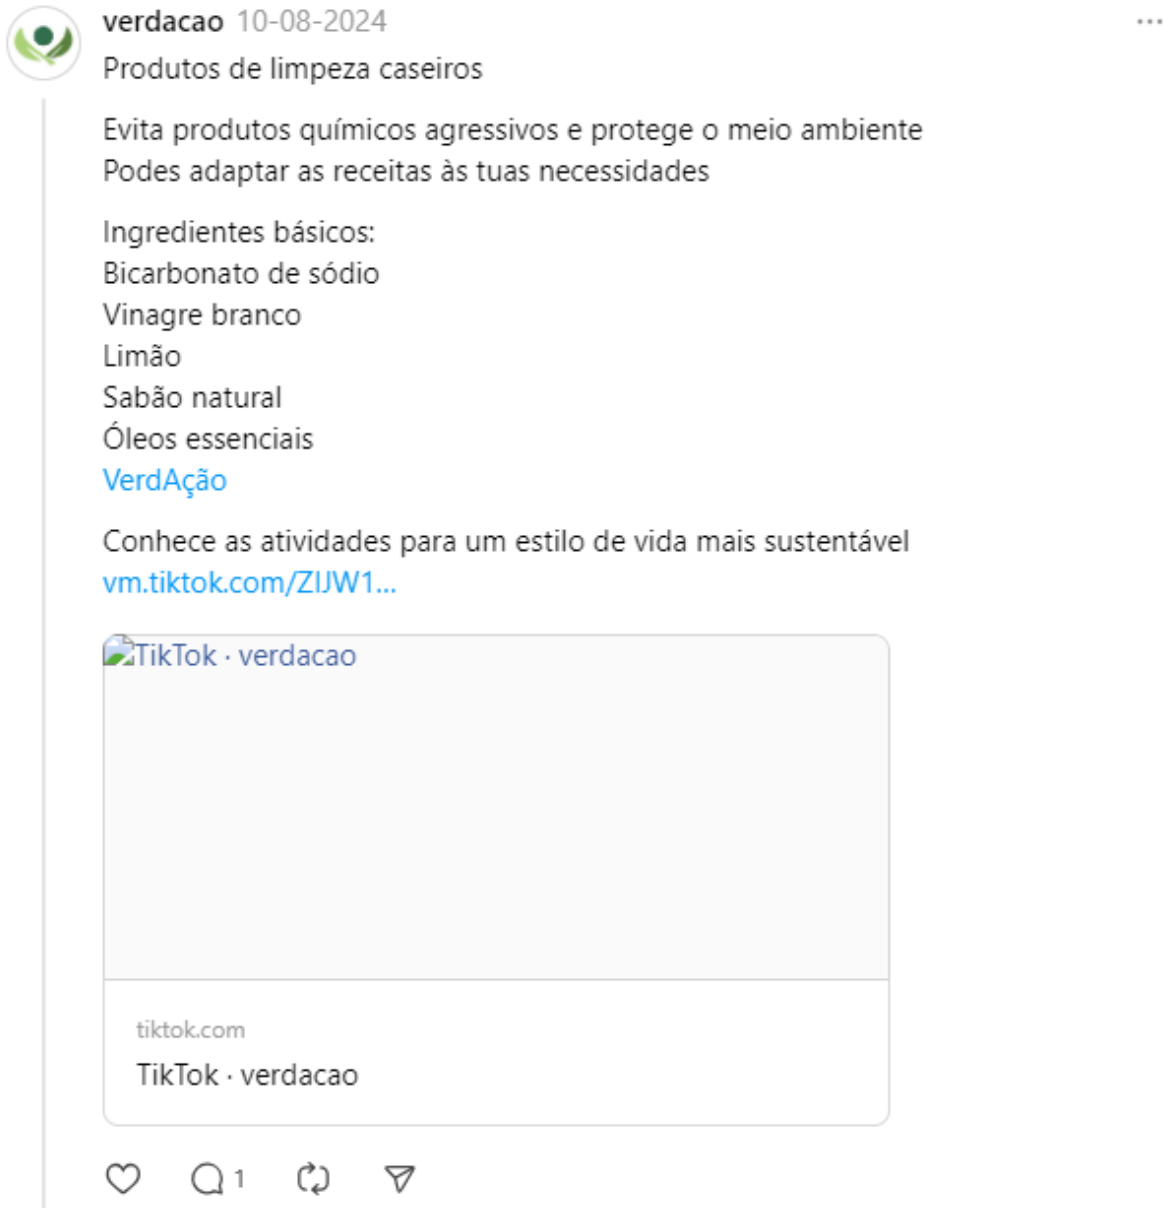 verdacao 10-08-2024
Produtos de limpeza caseiros
Evita produtos químicos agressivos e protege o meio ambiente
Podes adaptar as receitas às tuas necessidades
Ingredientes básicos:
Bicarbonato de sódio
Vinagre branco
Limão
Sabão natural
Óleos essenciais
VerdAção
Conhece as atividades para um estilo de vida mais sustentável
vm.tiktok.com/ZIJW1...
TikTok · verdacao
tiktok.com
TikTok · verdacao
1